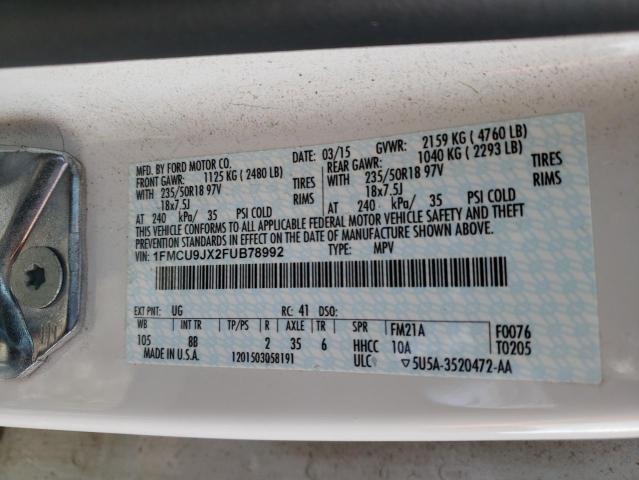 MFD. BY FORD MOTOR CO.
DATE: 03/15 GVWR: 2159 KG ( 4760 LB)
FRONT GAWR: 1125 KG ( 2480 LB) REAR GAWR: 1040 KG ( 2293 LB)
WITH 235/50R18 97V TIRES WITH 235/50R18 97V TIRES
18x7.5J RIMS 18x7.5J RIMS
AT 240 kPa/ 35 PSI COLD AT 240 kPa/ 35 PSI COLD
THIS VEHICLE CONFORMS TO ALL APPLICABLE FEDERAL MOTOR VEHICLE SAFETY AND THEFT
PREVENTION STANDARDS IN EFFECT ON THE DATE OF MANUFACTURE SHOWN ABOVE.
VIN: 1FMCU9JX2FUB78992 TYPE: MPV
EXT PNT: UG RC: 41 DSO:
WB INT TR TP/PS R AXLE TR SPR FM21A F0076
105 8B 2 35 6 HHCC 10A T0205
MADE IN U.S.A. 1201503058191 ULC ▽5U5A-3520472-AA